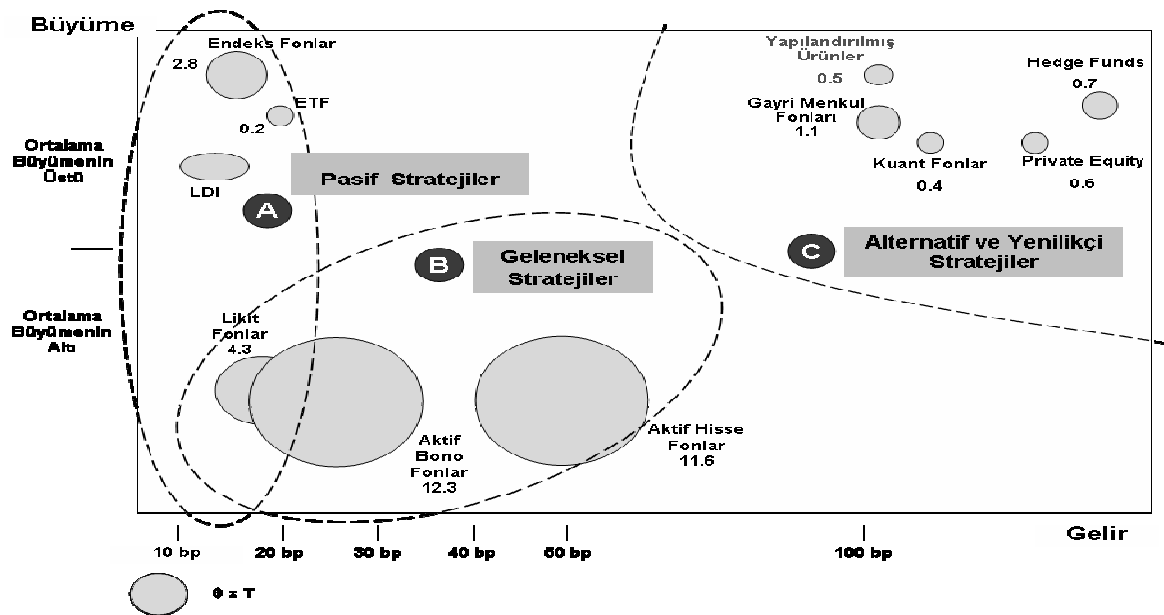 Büyüme
Endeks Fonlar
2.8
ETF
0.2
LDI
A
Pasif Stratejiler
Yapılandırılmış
Ürünler
0.5
Hedge Funds
0.7
Gayri Menkul
Fonları
1.1
Kuant Fonlar
0.4
Private Equity
0.6
Ortalama
Büyümenin
Üstü
B
Geleneksel
Stratejiler
C
Alternatif ve Yenilikçi
Stratejiler
Ortalama
Büyümenin
Altı
Likit
Fonlar
4.3
Aktif
Bono
Fonlar
12.3
Aktif Hisse
Fonlar
11.6
10 bp
20 bp
30 bp
40 bp
50 bp
100 bp
Gelir